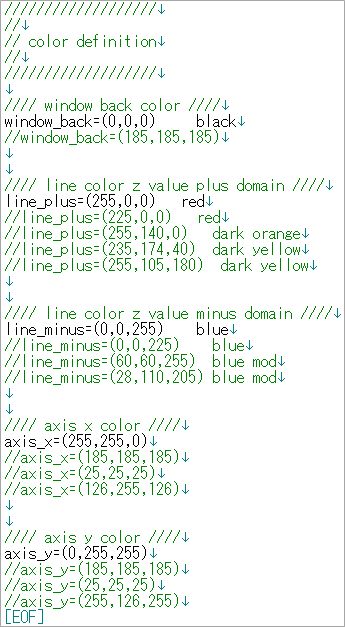 ///////////////////↓
//↓
// color definition↓
//↓
///////////////////↓
↓
//// window back color ////↓
window_back=(0,0,0)     black↓
//window_back=(185,185,185)↓
↓
↓
//// line color z value plus domain ////↓
line_plus=(255,0,0)   red↓
//line_plus=(225,0,0)   red↓
//line_plus=(255,140,0)   dark orange↓
//line_plus=(235,174,40)  dark yellow↓
//line_plus=(255,105,180)  dark yellow↓
↓
↓
//// line color z value minus domain ////↓
line_minus=(0,0,255)    blue↓
//line_minus=(0,0,225)    blue↓
//line_minus=(60,60,255)  blue mod↓
//line_minus=(28,110,205) blue mod↓
↓
↓
//// axis x color ////↓
axis_x=(255,255,0)↓
//axis_x=(185,185,185)↓
//axis_x=(25,25,25)↓
//axis_x=(126,255,126)↓
↓
↓
//// axis y color ////↓
axis_y=(0,255,255)↓
//axis_y=(185,185,185)↓
//axis_y=(25,25,25)↓
//axis_y=(255,126,255)↓
[EOF]